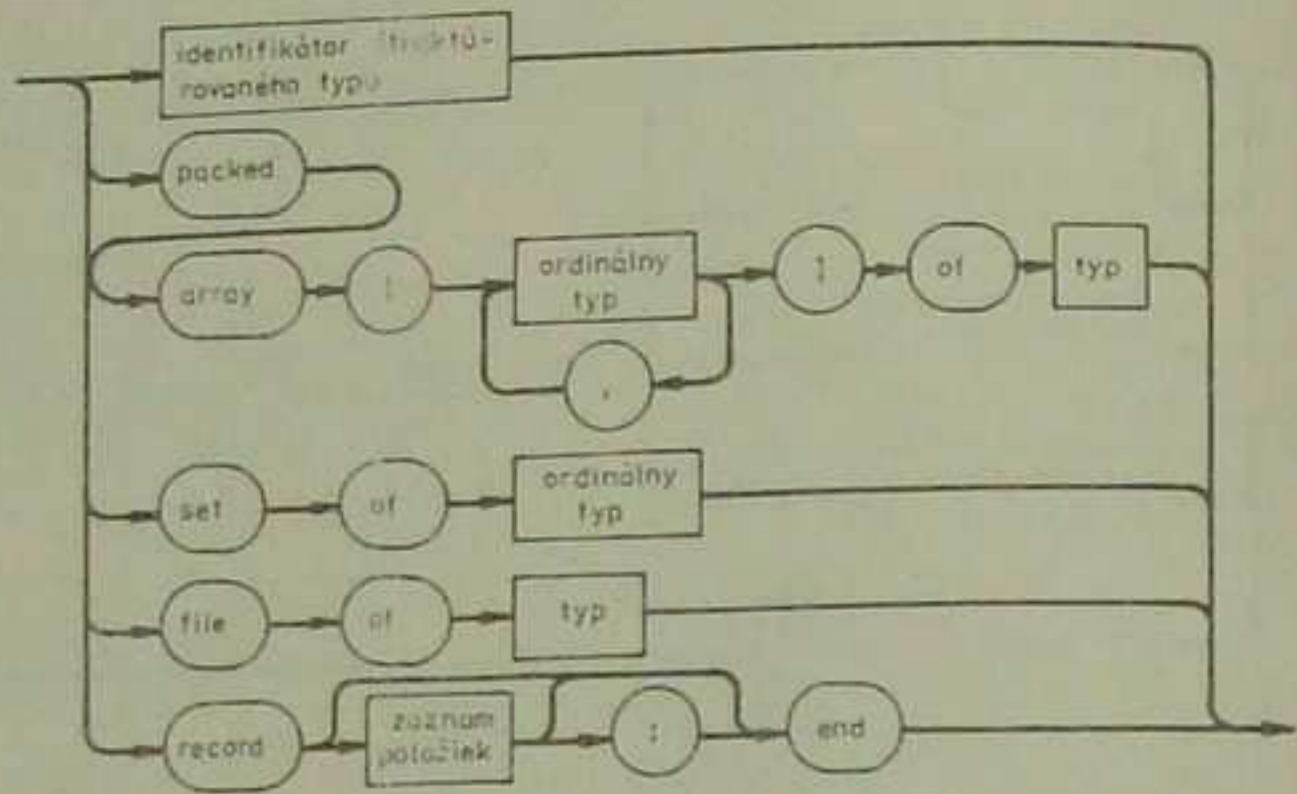 identifikátor štruktú-
rovaného typu
packed
array
ordinálny
typ
,
]
of
typ
set
of
ordinálny
typ
file
of
typ
record
zoznam
položiek
end